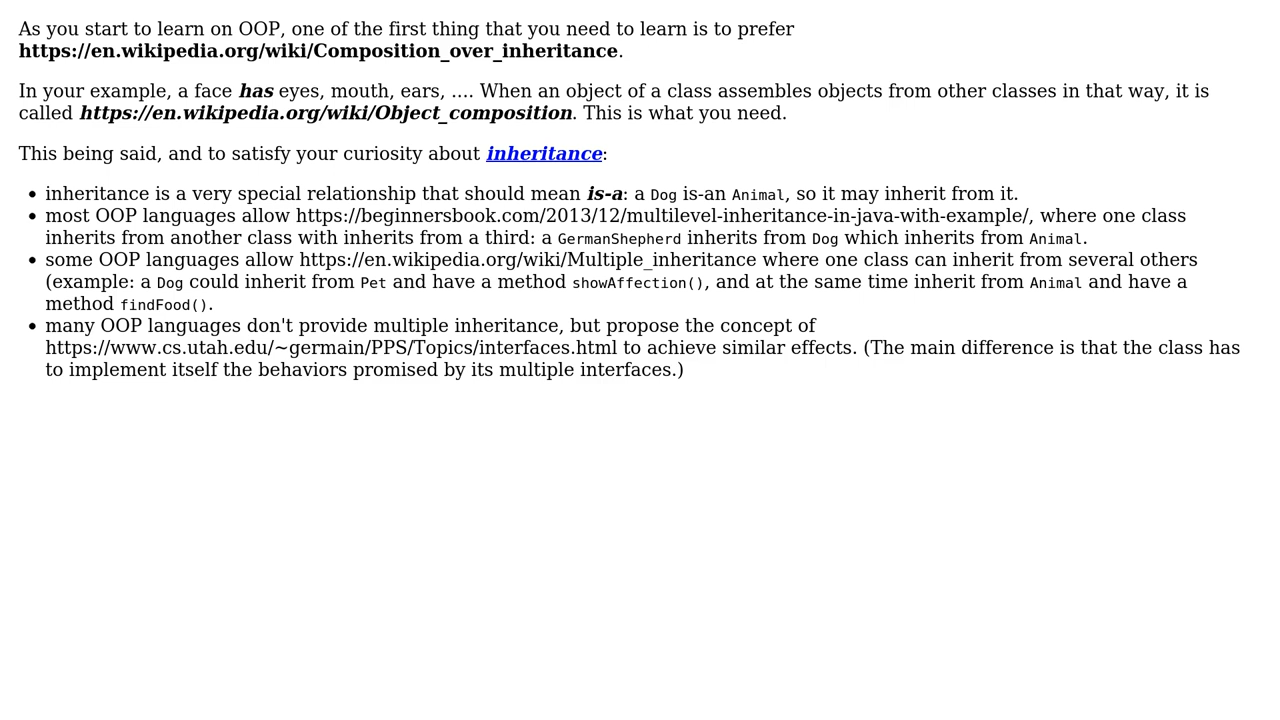 As you start to learn on OOP, one of the first thing that you need to learn is to prefer
https://en.wikipedia.org/wiki/Composition_over_inheritance.
In your example, a face has eyes, mouth, ears, .... When an object of a class assembles objects from other classes in that way, it is
called https://en.wikipedia.org/wiki/Object_composition. This is what you need.
This being said, and to satisfy your curiosity about inheritance:
• inheritance is a very special relationship that should mean is-a: a Dog is-an Animal, so it may inherit from it.
• most OOP languages allow https://beginnersbook.com/2013/12/multilevel-inheritance-in-java-with-example/, where one class
inherits from another class with inherits from a third: a GermanShepherd inherits from Dog which inherits from Animal.
• some OOP languages allow https://en.wikipedia.org/wiki/Multiple_inheritance where one class can inherit from several others
(example: a Dog could inherit from Pet and have a method showAffection(), and at the same time inherit from Animal and have a
method findFood().
• many OOP languages don't provide multiple inheritance, but propose the concept of
https://www.cs.utah.edu/~germain/PPS/Topics/interfaces.html to achieve similar effects. (The main difference is that the class has
to implement itself the behaviors promised by its multiple interfaces.)